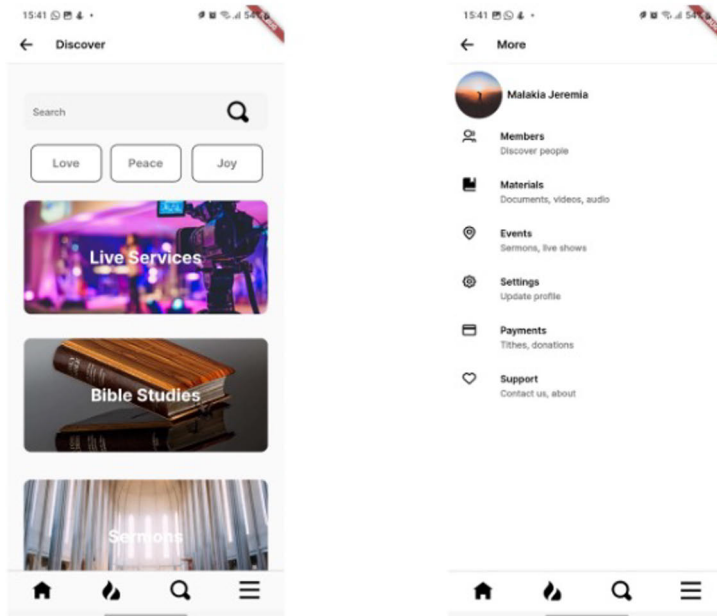 15:41
54%
Discover
Search
Love
Peace
Joy
Live Services
Bible Studies
Sermons
15:41
54%
More
Malakia Jeremia
Members
Discover people
Materials
Documents, videos, audio
Events
Sermons, live shows
Settings
Update profile
Payments
Tithes, donations
Support
Contact us, about